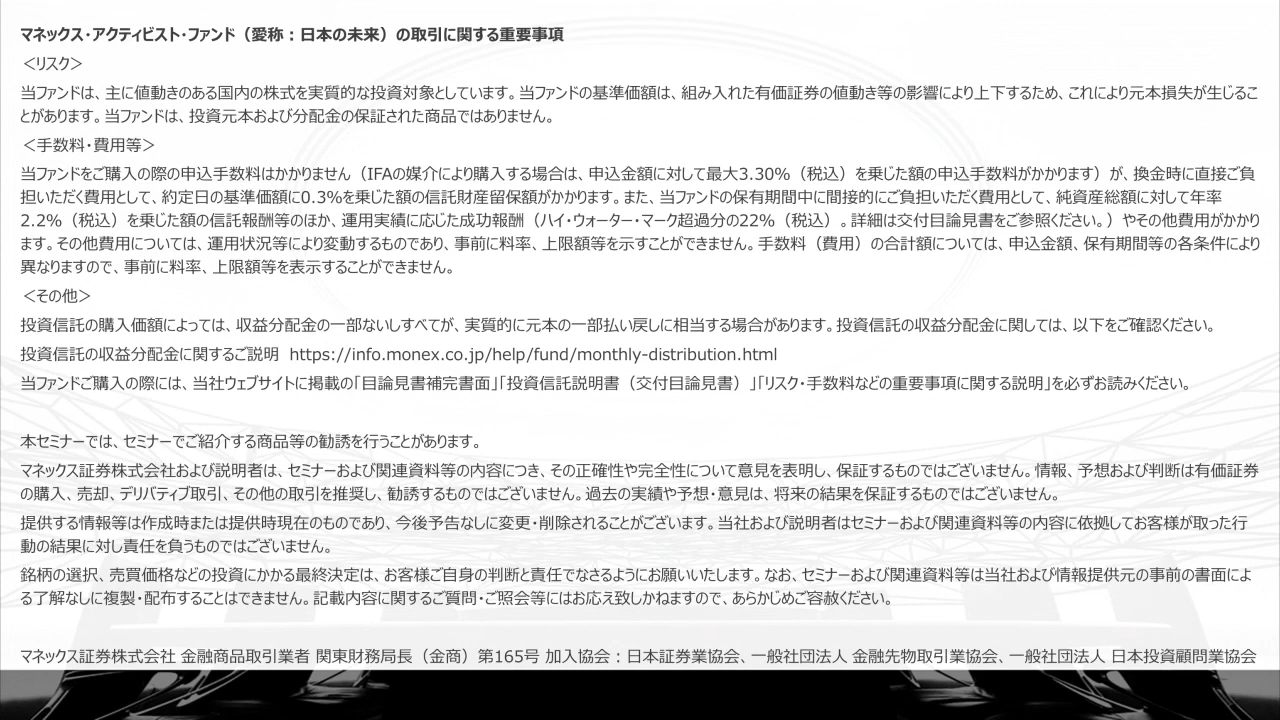 マネックス・アクティビスト・ファンド（愛称：日本の未来）の取引に関する重要事項
＜リスク＞
当ファンドは、主に値動きのある国内の株式を実質的な投資対象としています。当ファンドの基準価額は、組み入れた有価証券の値動き等の影響により上下するため、これにより元本損失が生じるこ
とがあります。当ファンドは、投資元本および分配金の保証された商品ではありません。
＜手数料・費用等＞
当ファンドをご購入の際の申込手数料はかかりません（IFAの媒介により購入する場合は、申込金額に対して最大3.30%（税込）を乗じた額の申込手数料がかかります）が、換金時に直接ご負
担いただく費用として、約定日の基準価額に0.3%を乗じた額の信託財産留保額がかかります。また、当ファンドの保有期間中に間接的にご負担いただく費用として、純資産総額に対して年率
2.2%（税込）を乗じた額の信託報酬等のほか、運用実績に応じた成功報酬（ハイ・ウォーター・マーク超過分の22%（税込）。詳細は交付目論見書をご参照ください。）やその他費用がかかり
ます。その他費用については、運用状況等により変動するものであり、事前に料率、上限額等を示すことができません。手数料（費用）の合計額については、申込金額、保有期間等の各条件により
異なりますので、事前に料率、上限額等を表示することができません。
＜その他＞
投資信託の購入価額によっては、収益分配金の一部ないしすべてが、実質的に元本の一部払い戻しに相当する場合があります。投資信託の収益分配金に関しては、以下をご確認ください。
投資信託の収益分配金に関するご説明 https://info.monex.co.jp/help/fund/monthly-distribution.html
当ファンドご購入の際には、当社ウェブサイトに掲載の「目論見書補完書面」「投資信託説明書（交付目論見書）」「リスク・手数料などの重要事項に関する説明」を必ずお読みください。
本セミナーでは、セミナーでご紹介する商品等の勧誘を行うことがあります。
マネックス証券株式会社および説明者は、セミナーおよび関連資料等の内容につき、その正確性や完全性について意見を表明し、保証するものではございません。情報、予想および判断は有価証券
の購入、売却、デリバティブ取引、その他の取引を推奨し、勧誘するものではございません。過去の実績や予想・意見は、将来の結果を保証するものではございません。
提供する情報等は作成時または提供時現在のものであり、今後予告なしに変更・削除されることがございます。当社および説明者はセミナーおよび関連資料等の内容に依拠してお客様が取った行
動の結果に対し責任を負うものではございません。
銘柄の選択、売買価格などの投資にかかる最終決定は、お客様ご自身の判断と責任でなさるようにお願いいたします。なお、セミナーおよび関連資料等は当社および情報提供元の事前の書面によ
る了解なしに複製・配布することはできません。記載内容に関するご質問・ご照会等にはお応え致しかねますので、あらかじめご容赦ください。
マネックス証券株式会社 金融商品取引業者 関東財務局長（金商）第165号 加入協会：日本証券業協会、一般社団法人 金融先物取引業協会、一般社団法人 日本投資顧問業協会